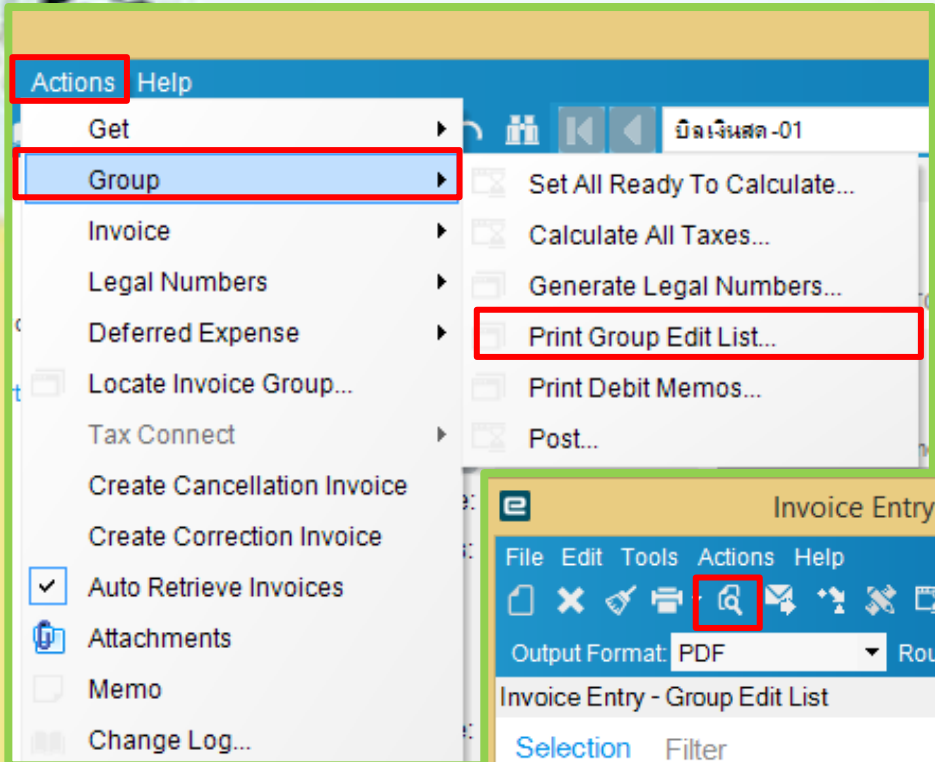 Actions Help
Get
บิลเงินสด-01
Group
Set All Ready To Calculate...
Invoice
Calculate All Taxes...
Legal Numbers
Generate Legal Numbers...
Deferred Expense
Print Group Edit List...
Locate Invoice Group...
Print Debit Memos...
Tax Connect
Post...
Create Cancellation Invoice
Create Correction Invoice
Auto Retrieve Invoices
Attachments
Memo
Change Log...
Invoice Entry
File Edit Tools Actions Help
Output Format: PDF
Invoice Entry - Group Edit List
Selection Filter